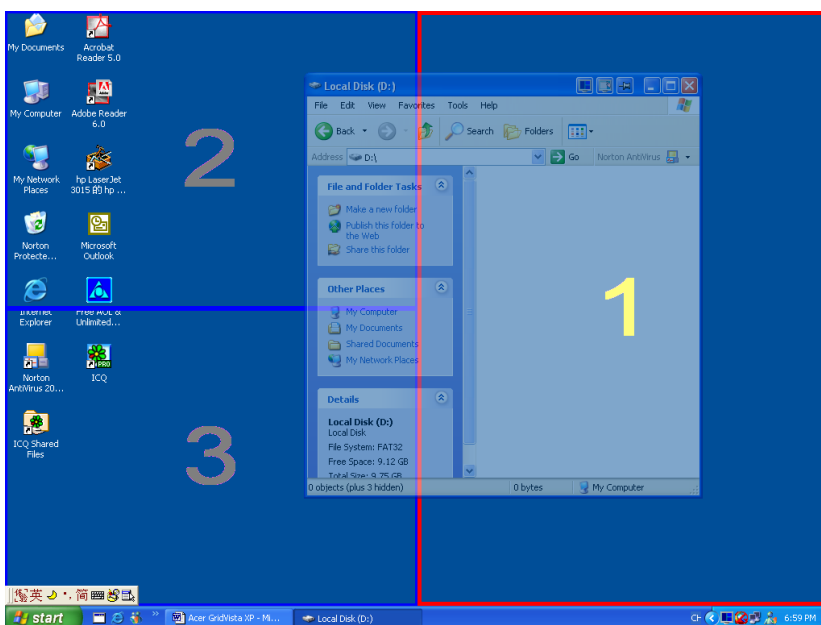 My Documents
Acrobat
Reader 5.0
My Computer
Adobe Reader
6.0
My Network
Places
hp LaserJet
3015 的 hp ...
Norton
Protecte...
Microsoft
Outlook
Internet
Explorer
Free AOL &
Unlimited...
Norton
AntiVirus 20...
ICQ
ICQ Shared
Files
2
3
1
Local Disk (D:)
File Edit View Favorites Tools Help
Back Search Folders
Address D:\ Go Norton AntiVirus
File and Folder Tasks
Make a new folder
Publish this folder to
the Web
Share this folder
Other Places
My Computer
My Documents
Shared Documents
My Network Places
Details
Local Disk (D:)
Local Disk
File System: FAT32
Free Space: 9.12 GB
Total Size: 9.75 GB
0 objects (plus 3 hidden) 0 bytes My Computer
英 简
start Acer GridVista XP - Mi... Local Disk (D:) CH 6:59 PM